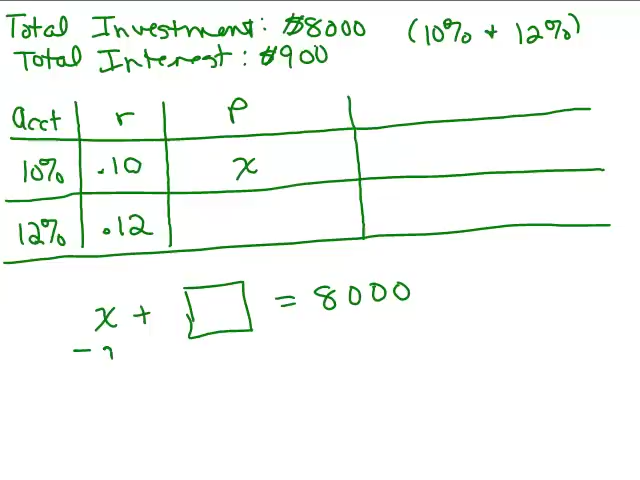 Total Investment: $8000 (10% + 12%)
Total Interest: $900
Acct r P
10% .10 x
12% .12
x + = 8000
-